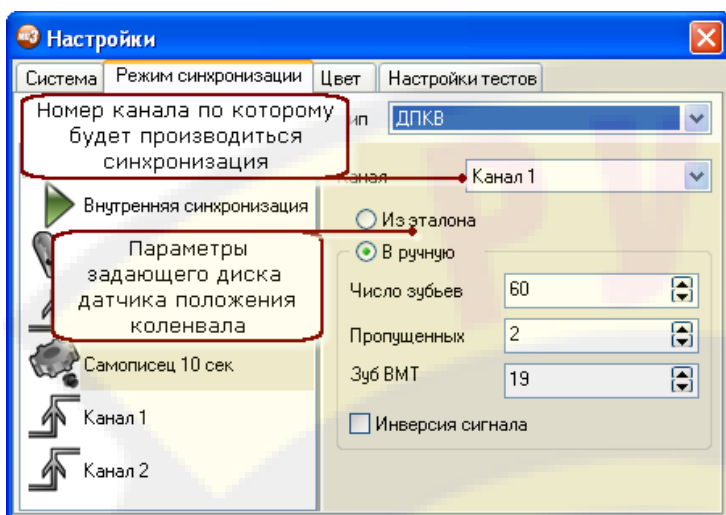 Настройки
Система Режим синхронизации Цвет Настройки тестов
Номер канала по которому
будет производиться
синхронизация
ип ДПКВ
Канал Канал 1
Внутренняя синхронизация
Из эталона
Параметры
задающего диска
датчика положения
коленвала
В ручную
Число зубьев 60
Пропущенных 2
Самописец 10 сек
Зуб ВМТ 19
Канал 1
Инверсия сигнала
Канал 2